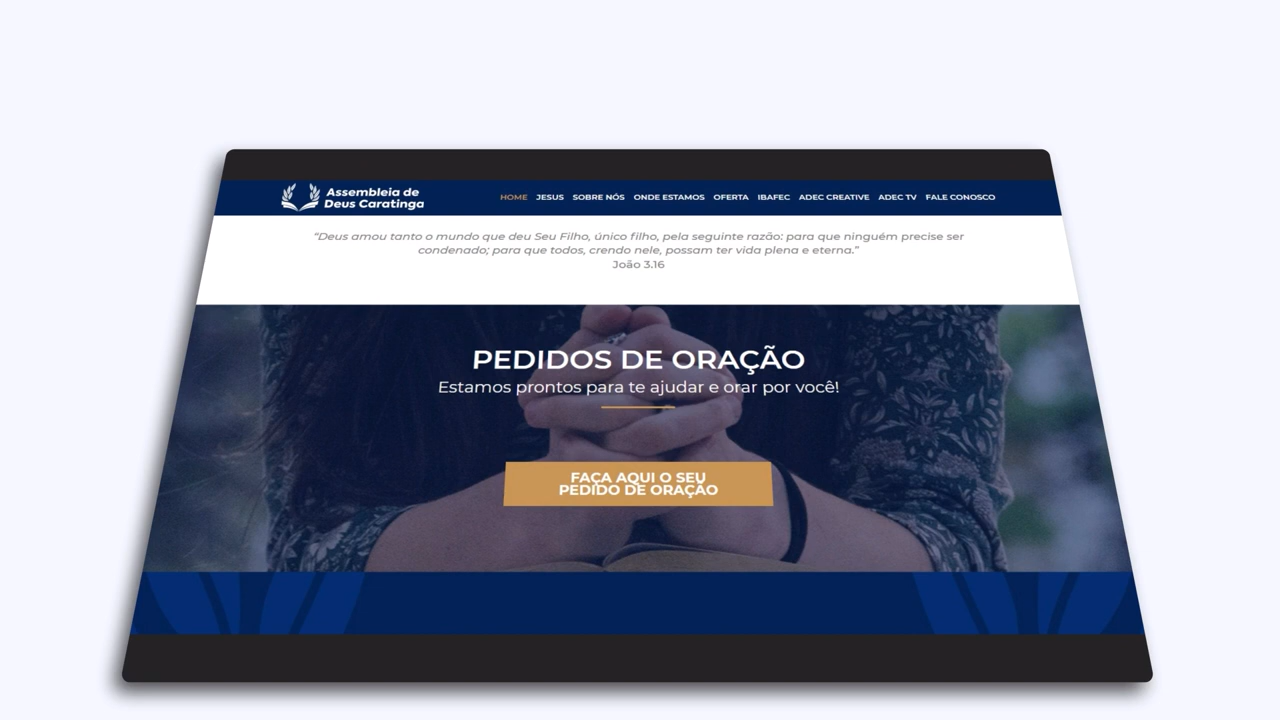 Assembleia de
Deus Caratinga
HOME JESUS SOBRE NÓS ONDE ESTAMOS OFERTA IBAFEC ADEC CREATIVE ADEC TV FALE CONOSCO
“Deus amou tanto o mundo que deu Seu Filho, único filho, pela seguinte razão: para que ninguém precise ser
condenado; para que todos, crendo nele, possam ter vida plena e eterna.”
João 3.16
PEDIDOS DE ORAÇÃO
Estamos prontos para te ajudar e orar por você!
FAÇA AQUI O SEU
PEDIDO DE ORAÇÃO